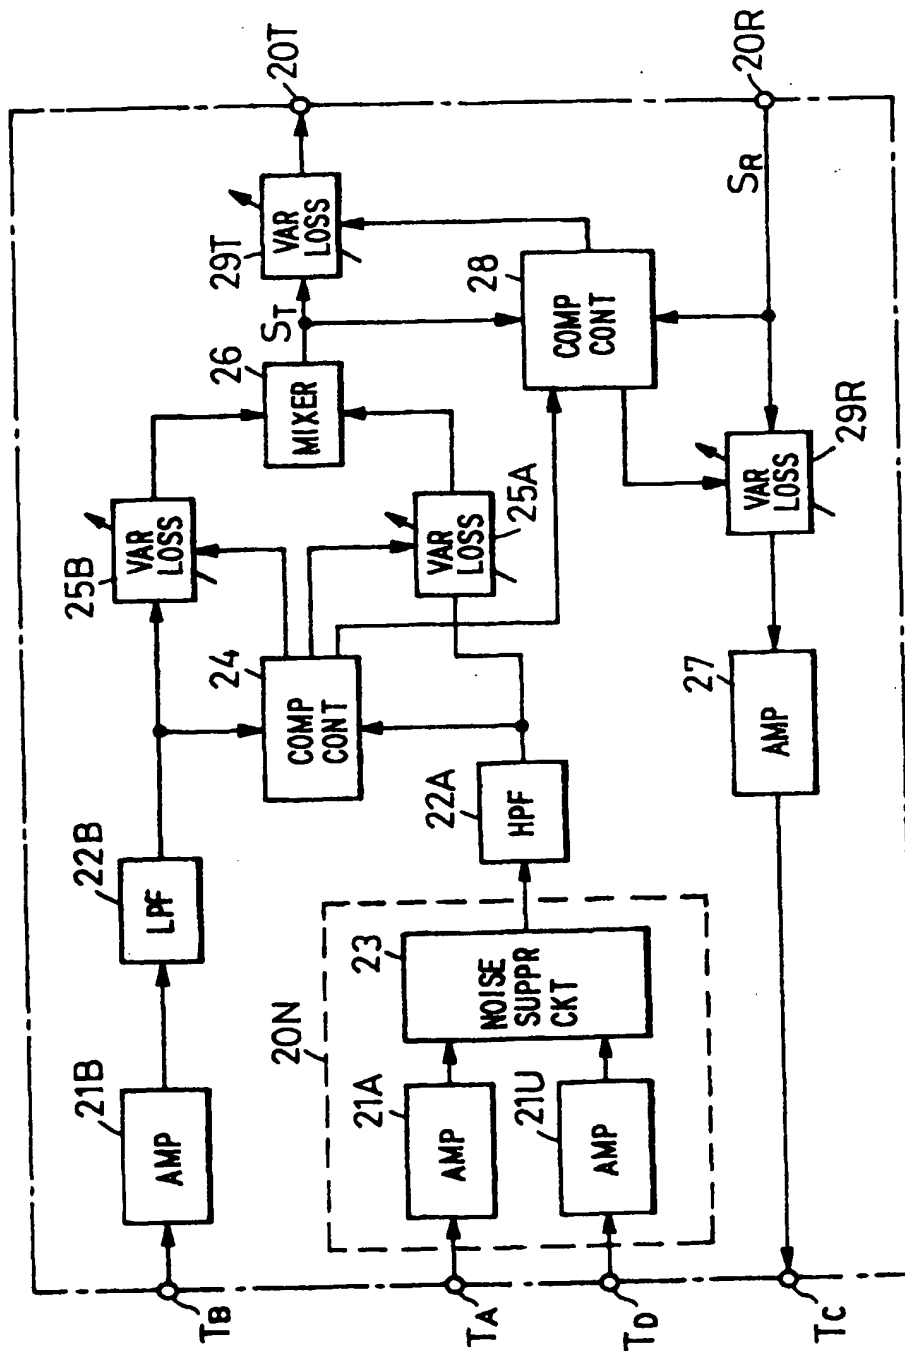 20T
20R
29T
VAR
LOSS
ST
SR
28
COMP
CONT
26
MIXER
29R
VAR
LOSS
25B
VAR
LOSS
25A
VAR
LOSS
24
COMP
CONT
27
AMP
22B
LPF
22A
HPF
20N
23
NOISE
SUPPR
CKT
21B
AMP
21A
AMP
21U
AMP
TB
TA
TD
TC